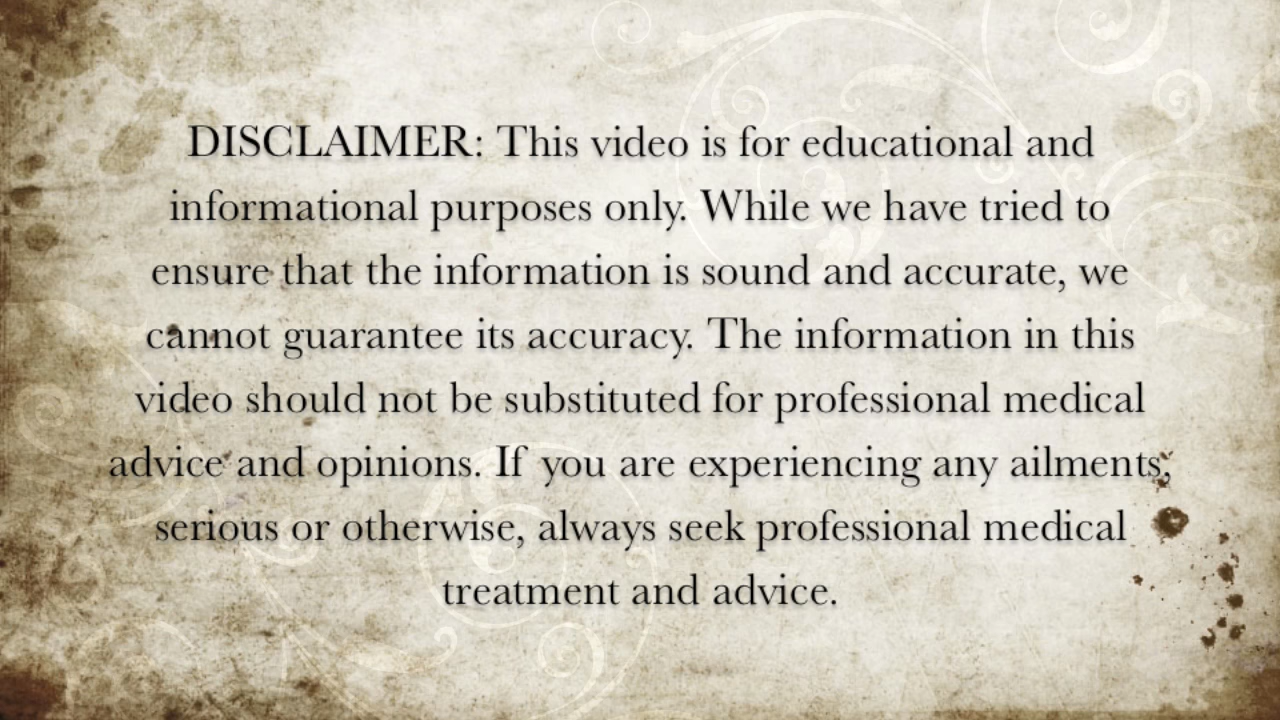 DISCLAIMER: This video is for educational and
informational purposes only. While we have tried to
ensure that the information is sound and accurate, we
cannot guarantee its accuracy. The information in this
video should not be substituted for professional medical
advice and opinions. If you are experiencing any ailments,
serious or otherwise, always seek professional medical
treatment and advice.